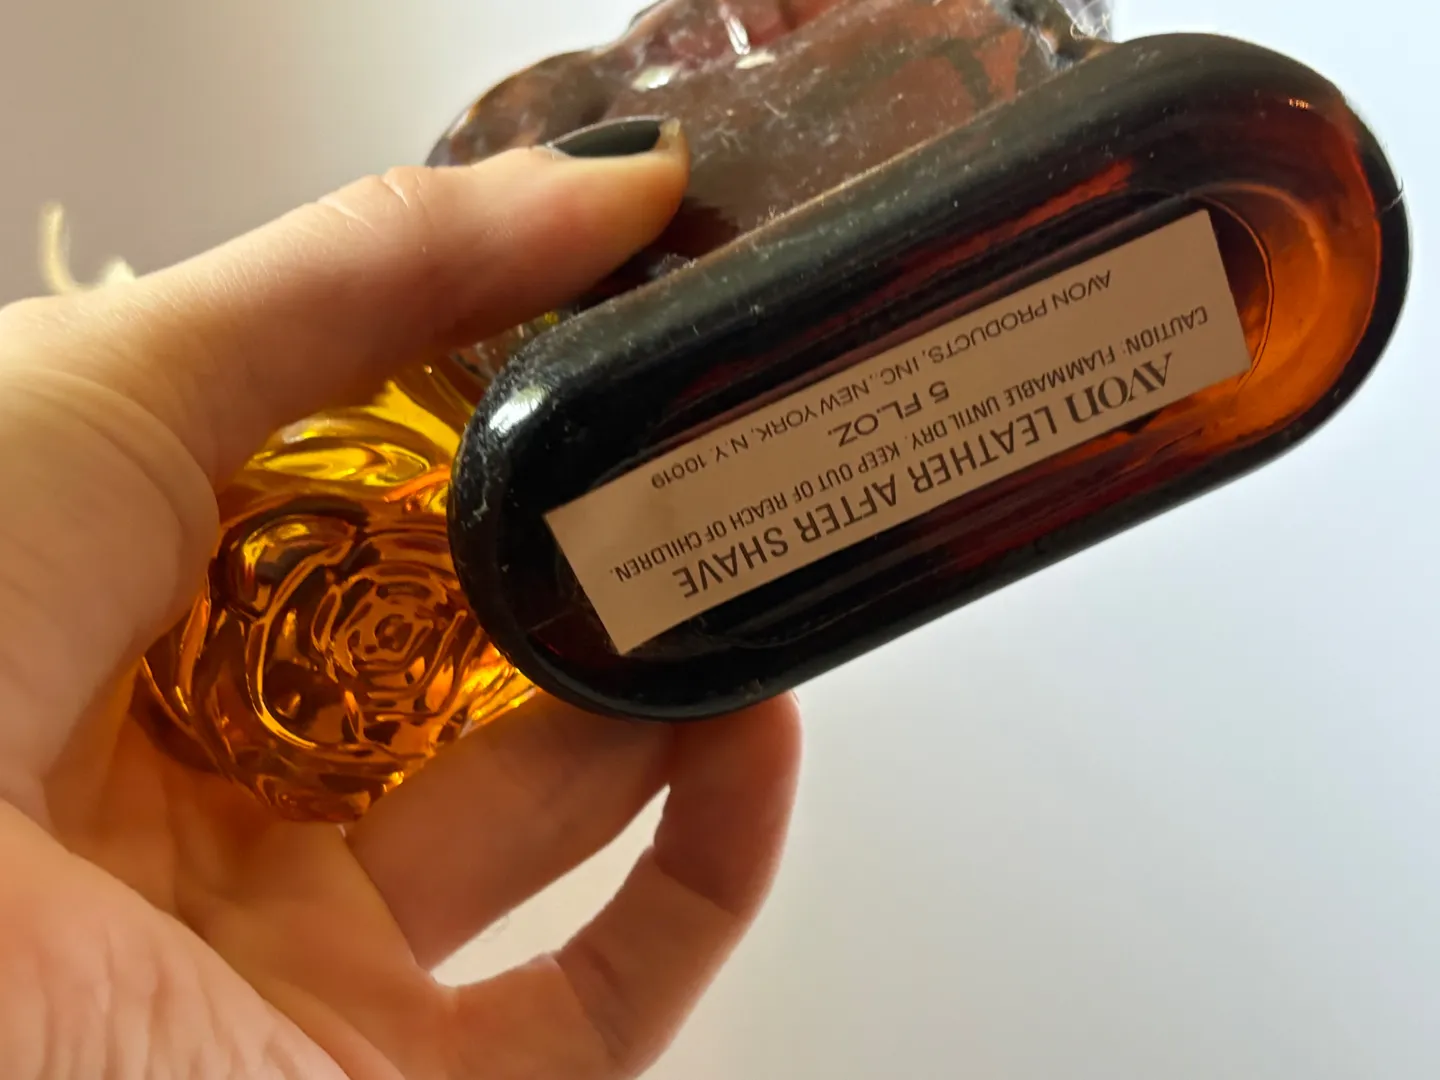 AVON LEATHER AFTER SHAVE
CAUTION: FLAMMABLE UNTIL DRY. KEEP OUT OF REACH OF CHILDREN.
5 FL.OZ.
AVON PRODUCTS, INC., NEW YORK, N.Y. 10019